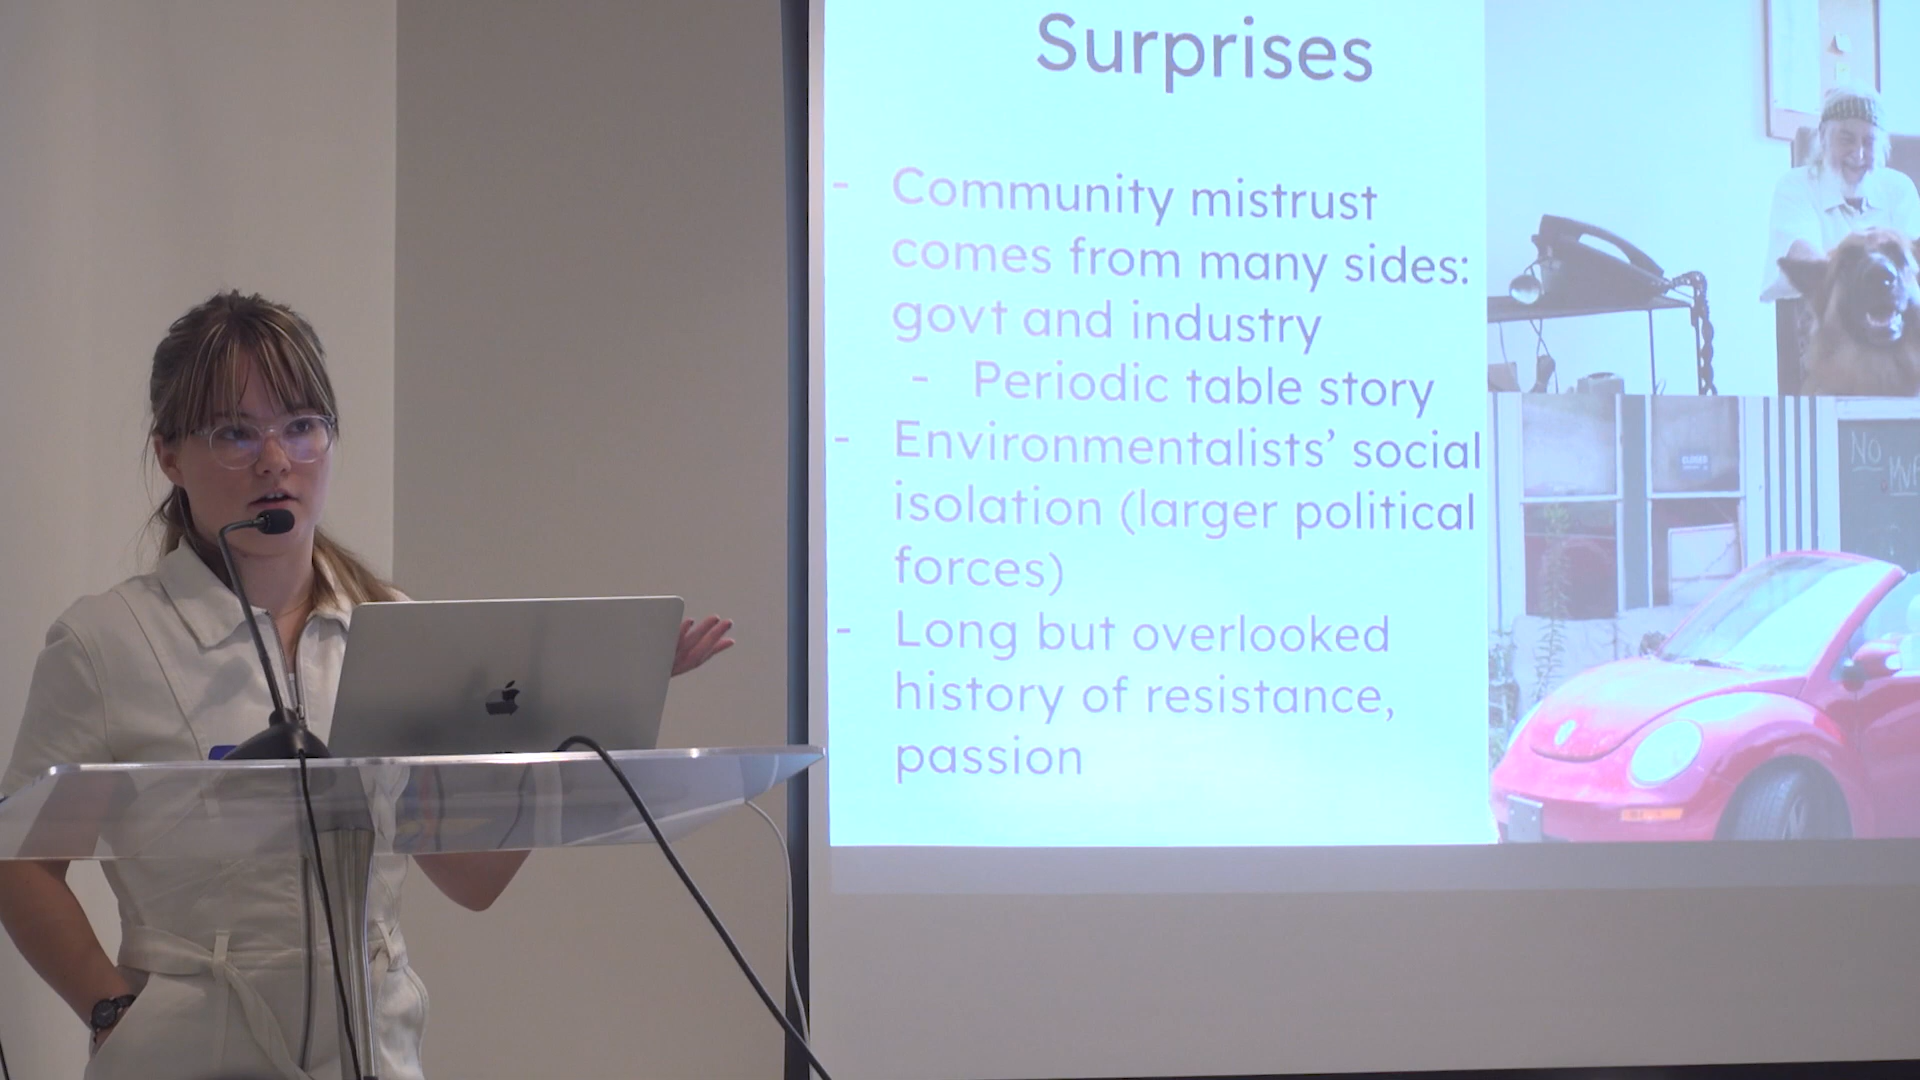 Surprises
- Community mistrust
comes from many sides:
govt and industry
- Periodic table story
- Environmentalists' social
isolation (larger political
forces)
- Long but overlooked
history of resistance,
passion
CLOSED
NO